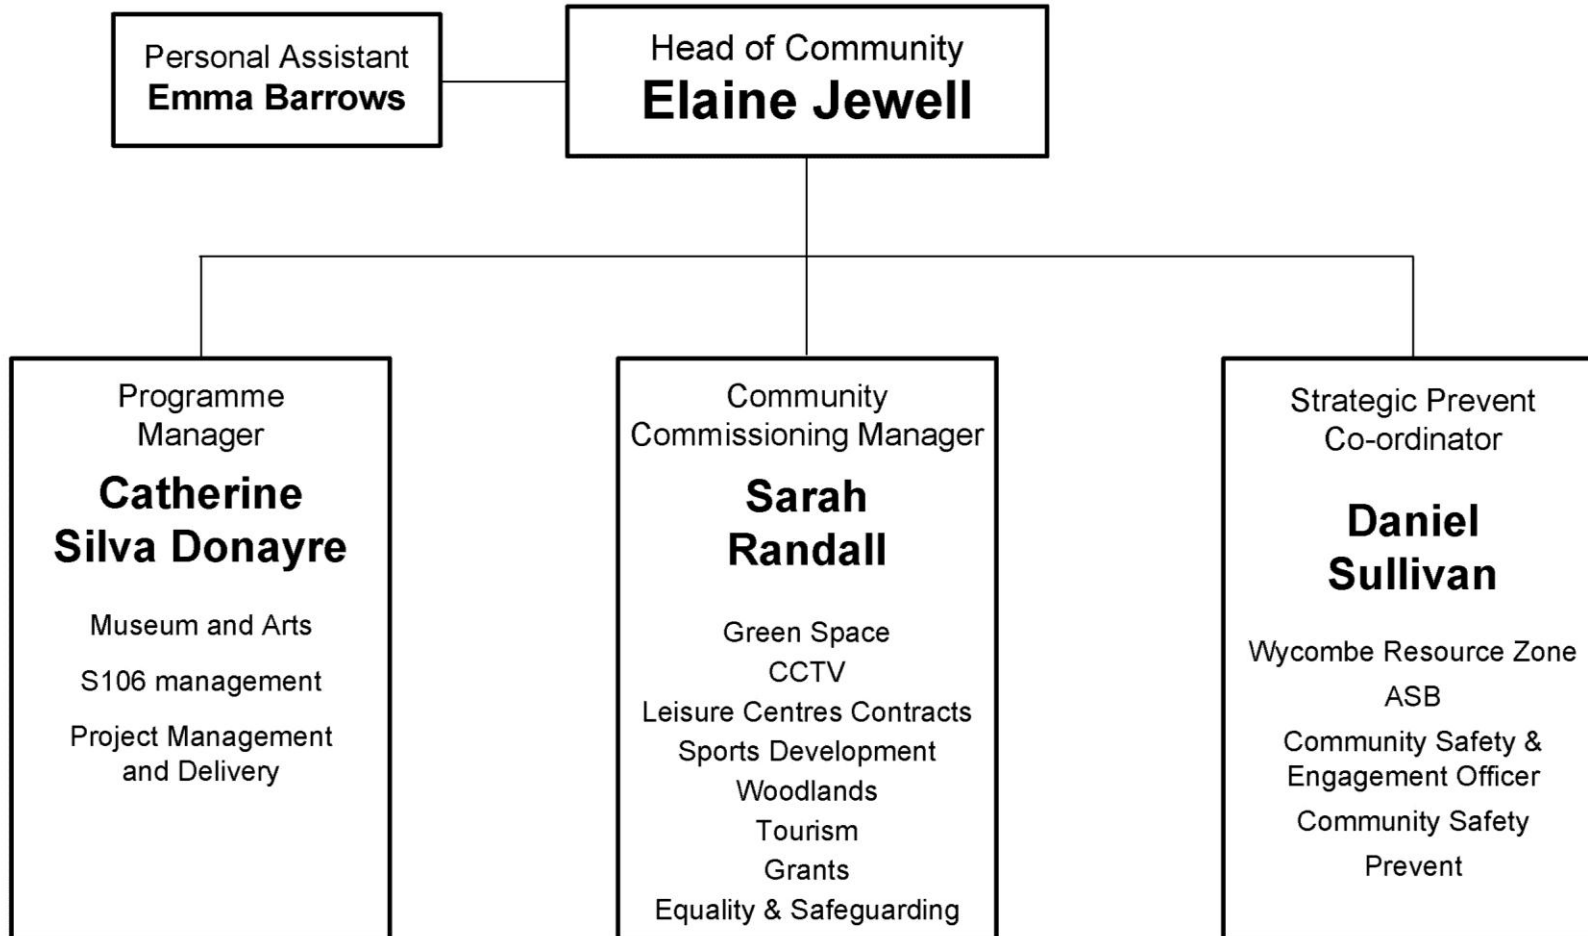 Personal Assistant
Emma Barrows
Head of Community
Elaine Jewell
Programme
Manager
Catherine
Silva Donayre
Museum and Arts
S106 management
Project Management
and Delivery
Community
Commissioning Manager
Sarah
Randall
Green Space
CCTV
Leisure Centres Contracts
Sports Development
Woodlands
Tourism
Grants
Equality & Safeguarding
Strategic Prevent
Co-ordinator
Daniel
Sullivan
Wycombe Resource Zone
ASB
Community Safety &
Engagement Officer
Community Safety
Prevent